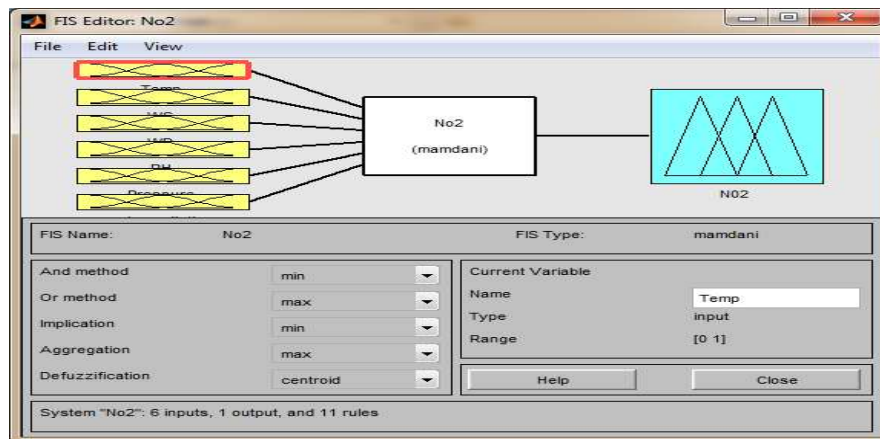 FIS Editor: No2
File Edit View
Temp
No2
(mamdani)
N02
Pressure
FIS Name: No2 FIS Type: mamdani
And method min
Or method max
Implication min
Aggregation max
Defuzzification centroid
Current Variable
Name Temp
Type input
Range [0 1]
Help Close
System "No2": 6 inputs, 1 output, and 11 rules